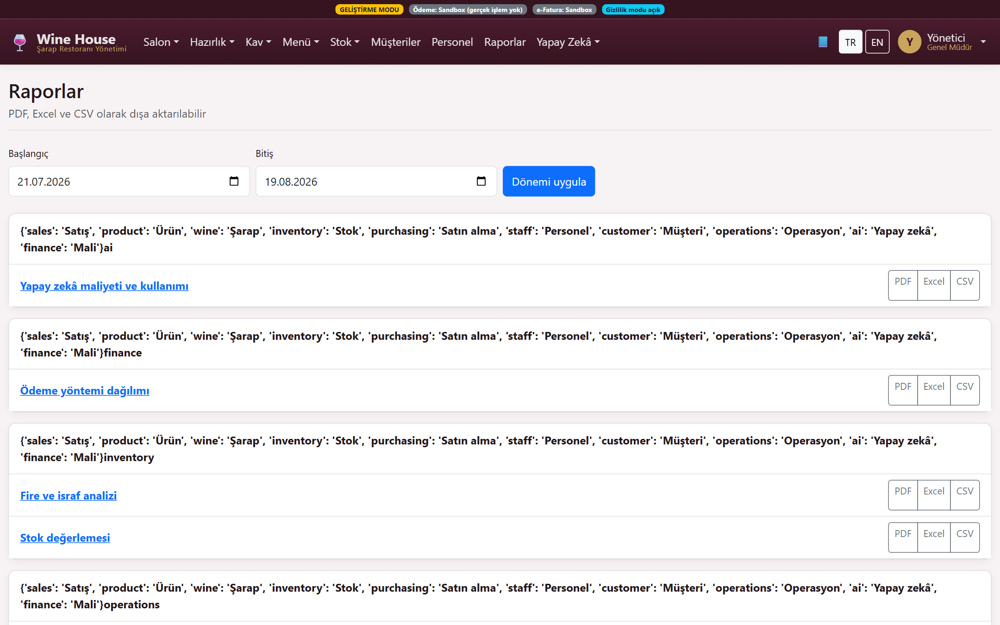 GELİŞTİRME MODU Ödeme: Sandbox (gerçek işlem yok) e-Fatura: Sandbox Gizlilik modu açık
Wine House
Şarap Restoranı Yönetimi
Salon Hazırlık Kav Menü Stok Müşteriler Personel Raporlar Yapay Zekâ
TR EN
Y
Yönetici
Genel Müdür
Raporlar
PDF, Excel ve CSV olarak dışa aktarılabilir
Başlangıç Bitiş
21.07.2026 19.08.2026 Dönemi uygula
{'sales': 'Satış', 'product': 'Ürün', 'wine': 'Şarap', 'inventory': 'Stok', 'purchasing': 'Satın alma', 'staff': 'Personel', 'customer': 'Müşteri', 'operations': 'Operasyon', 'ai': 'Yapay zekâ',
'finance': 'Mali'}ai
Yapay zekâ maliyeti ve kullanımı PDF Excel CSV
{'sales': 'Satış', 'product': 'Ürün', 'wine': 'Şarap', 'inventory': 'Stok', 'purchasing': 'Satın alma', 'staff': 'Personel', 'customer': 'Müşteri', 'operations': 'Operasyon', 'ai': 'Yapay zekâ',
'finance': 'Mali'}finance
Ödeme yöntemi dağılımı PDF Excel CSV
{'sales': 'Satış', 'product': 'Ürün', 'wine': 'Şarap', 'inventory': 'Stok', 'purchasing': 'Satın alma', 'staff': 'Personel', 'customer': 'Müşteri', 'operations': 'Operasyon', 'ai': 'Yapay zekâ',
'finance': 'Mali'}inventory
Fire ve israf analizi PDF Excel CSV
Stok değerlemesi PDF Excel CSV
{'sales': 'Satış', 'product': 'Ürün', 'wine': 'Şarap', 'inventory': 'Stok', 'purchasing': 'Satın alma', 'staff': 'Personel', 'customer': 'Müşteri', 'operations': 'Operasyon', 'ai': 'Yapay zekâ',
'finance': 'Mali'}operations